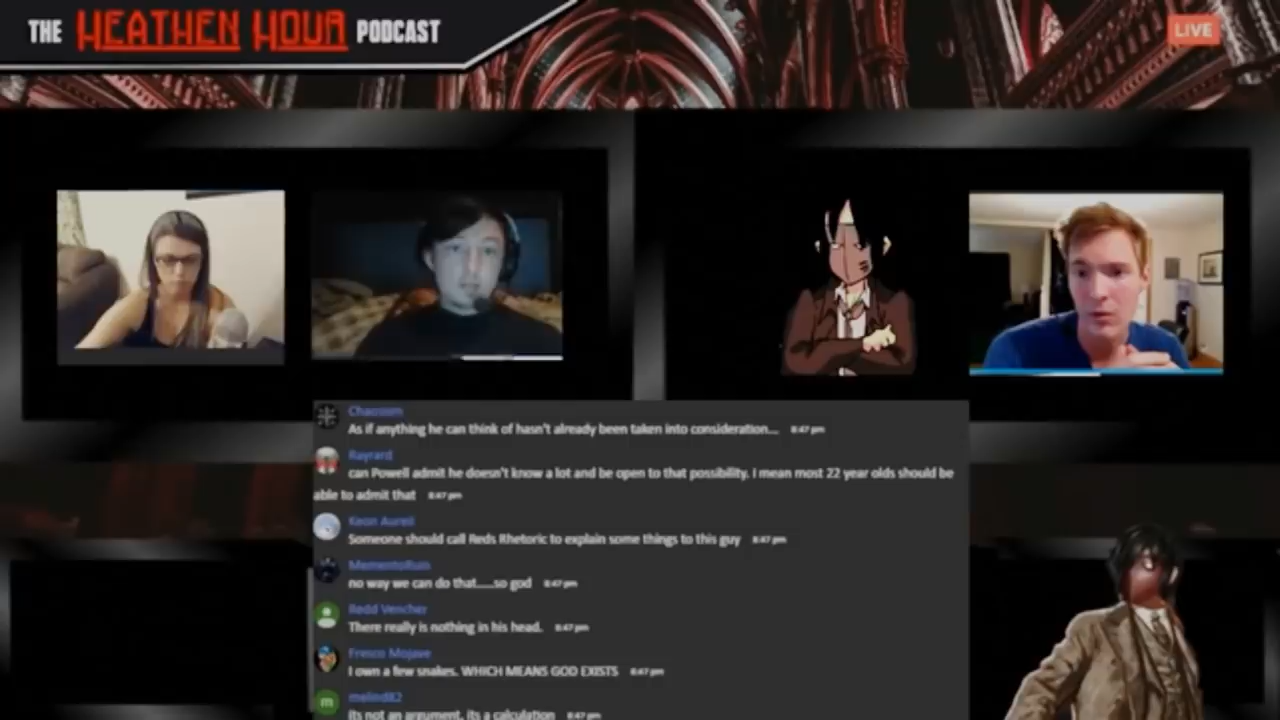 THE HEATHEN HOUR PODCAST
LIVE
Chaossm
As if anything he can think of hasn't already been taken into consideration... 8:47 pm
Rayrard
can Powell admit he doesn't know a lot and be open to that possibility. I mean most 22 year olds should be
able to admit that 8:47 pm
Keon Aurell
Someone should call Reds Rhetoric to explain some things to this guy 8:47 pm
MementoRuin
no way we can do that.....so god 8:47 pm
Redd Vencher
There really is nothing in his head. 8:47 pm
Fresco Mojave
I own a few snakes. WHICH MEANS GOD EXISTS 8:47 pm
m
melind82
its not an argument, its a calculation 8:47 pm